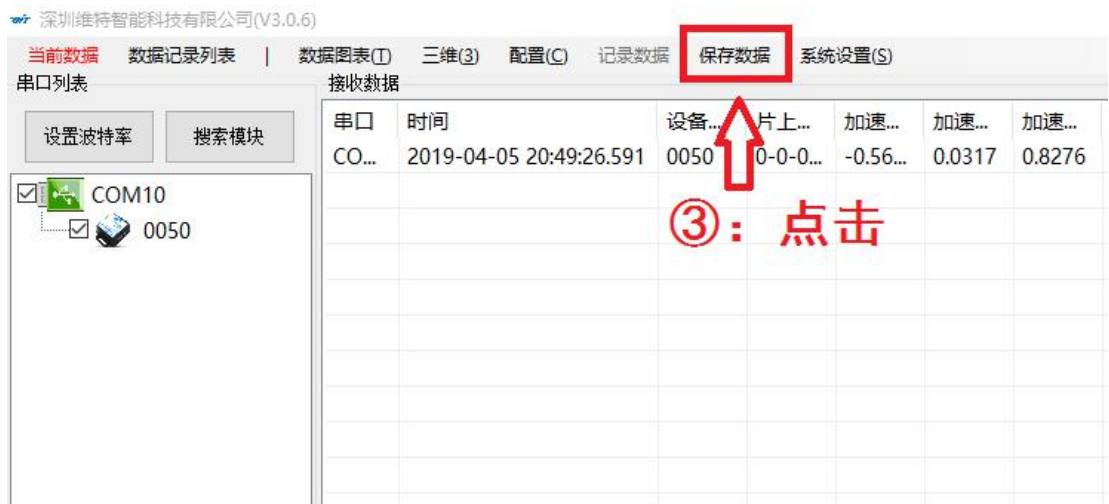 深圳维特智能科技有限公司(V3.0.6)
当前数据 数据记录列表 | 数据图表(T) 三维(3) 配置(C) 记录数据 保存数据 系统设置(S)
串口列表
接收数据
设置波特率 搜索模块
串口 时间 设备... 片上... 加速... 加速... 加速...
CO... 2019-04-05 20:49:26.591 0050 0-0-0... -0.56... 0.0317 0.8276
COM10
0050
③：点击